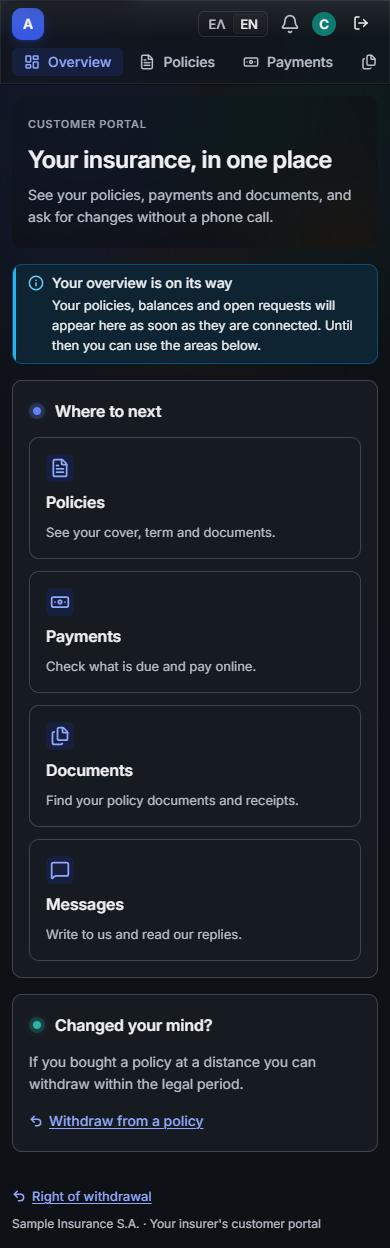 A
ΕΛ EN
C
Overview Policies Payments
CUSTOMER PORTAL
Your insurance, in one place
See your policies, payments and documents, and
ask for changes without a phone call.
Your overview is on its way
Your policies, balances and open requests will
appear here as soon as they are connected. Until
then you can use the areas below.
Where to next
Policies
See your cover, term and documents.
Payments
Check what is due and pay online.
Documents
Find your policy documents and receipts.
Messages
Write to us and read our replies.
Changed your mind?
If you bought a policy at a distance you can
withdraw within the legal period.
Withdraw from a policy
Right of withdrawal
Sample Insurance S.A. · Your insurer's customer portal